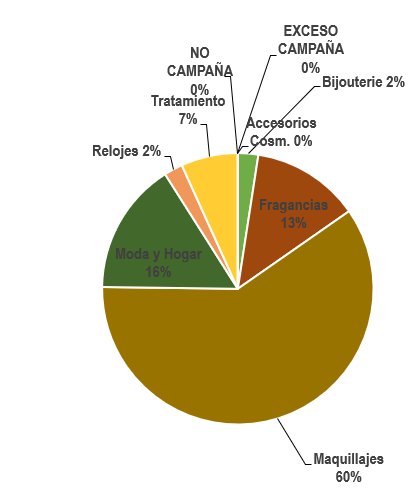 EXCESO
CAMPAÑA
0%
NO
CAMPAÑA
0%
Bijouterie 2%
Tratamiento
7%
Accesorios
Cosm. 0%
Relojes 2%
Fragancias
13%
Moda y Hogar
16%
Maquillajes
60%